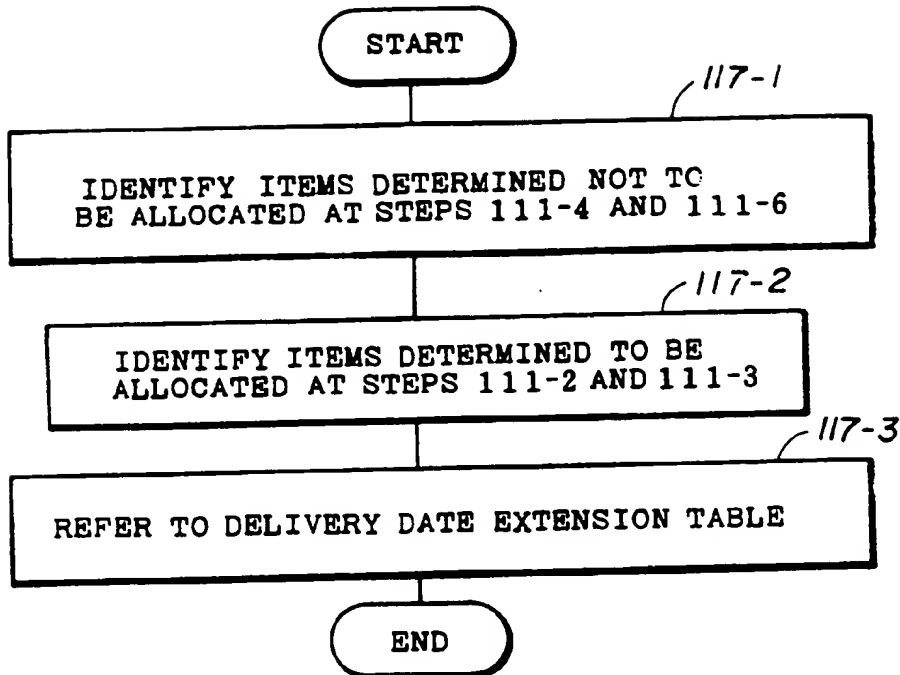 START
117-1
IDENTIFY ITEMS DETERMINED NOT TO
BE ALLOCATED AT STEPS 111-4 AND 111-6
117-2
IDENTIFY ITEMS DETERMINED TO BE
ALLOCATED AT STEPS 111-2 AND 111-3
117-3
REFER TO DELIVERY DATE EXTENSION TABLE
END